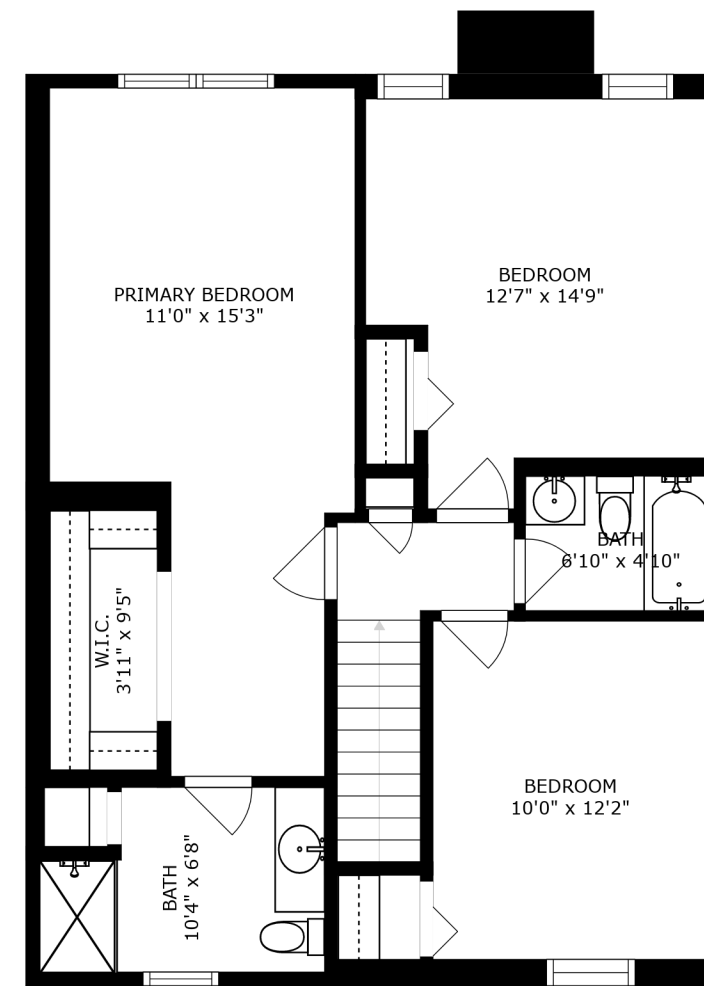 PRIMARY BEDROOM
11'0" x 15'3"
BEDROOM
12'7" x 14'9"
BATH
6'10" x 4'10"
W.I.C.
3'11" x 9'5"
BEDROOM
10'0" x 12'2"
BATH
10'4" x 6'8"